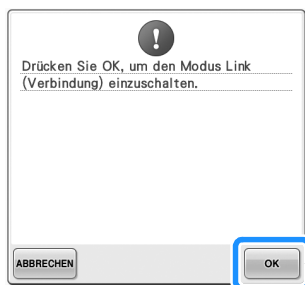 !
Drücken Sie OK, um den Modus Link
(Verbindung) einzuschalten.
ABBRECHEN
OK